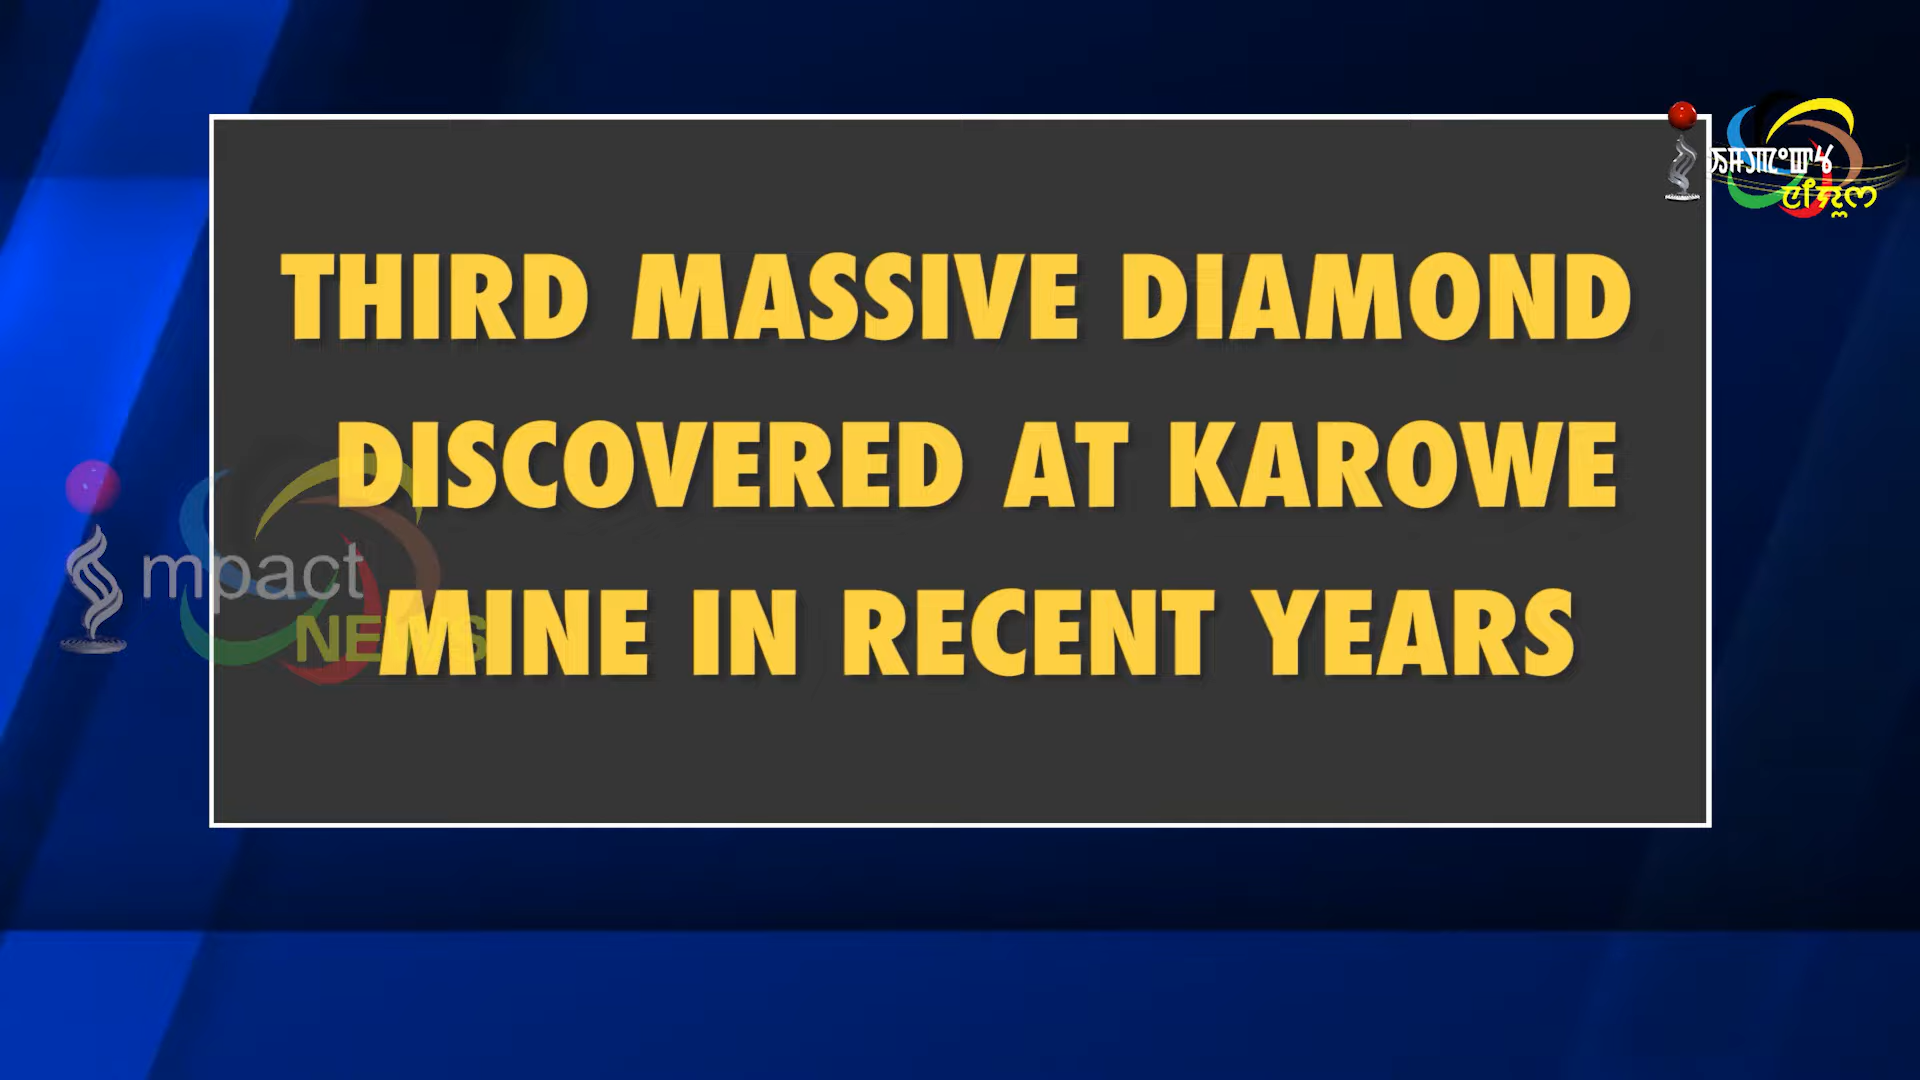 THIRD MASSIVE DIAMOND
DISCOVERED AT KAROWE
MINE IN RECENT YEARS
mpact
NEWS